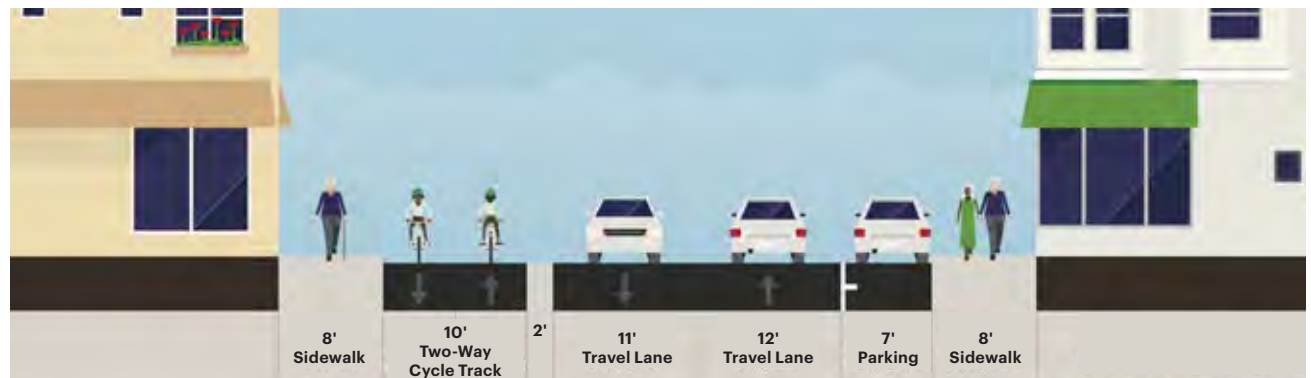 8'
Sidewalk
10'
Two-Way
Cycle Track
2'
11'
Travel Lane
12'
Travel Lane
7'
Parking
8'
Sidewalk